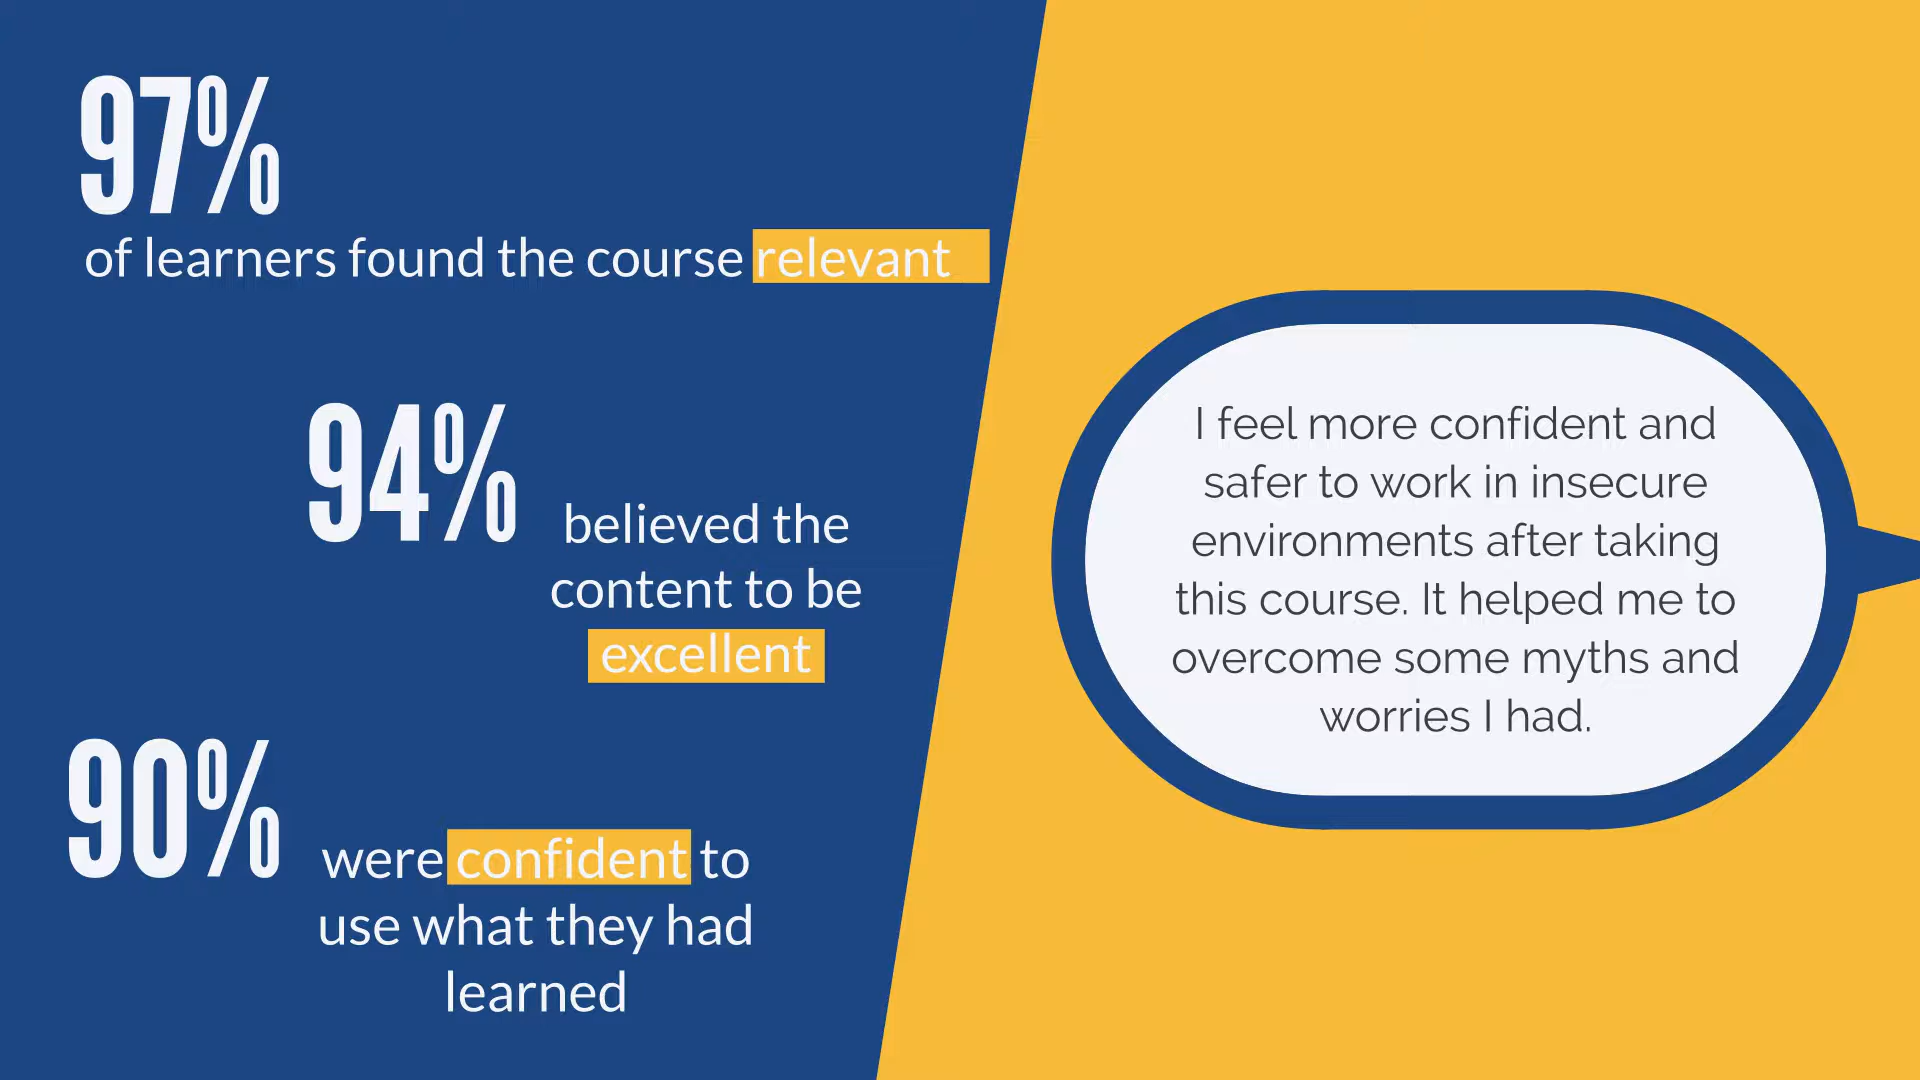 97%
of learners found the course relevant
94%
believed the
content to be
excellent
90%
were confident to
use what they had
learned
I feel more confident and
safer to work in insecure
environments after taking
this course. It helped me to
overcome some myths and
worries I had.